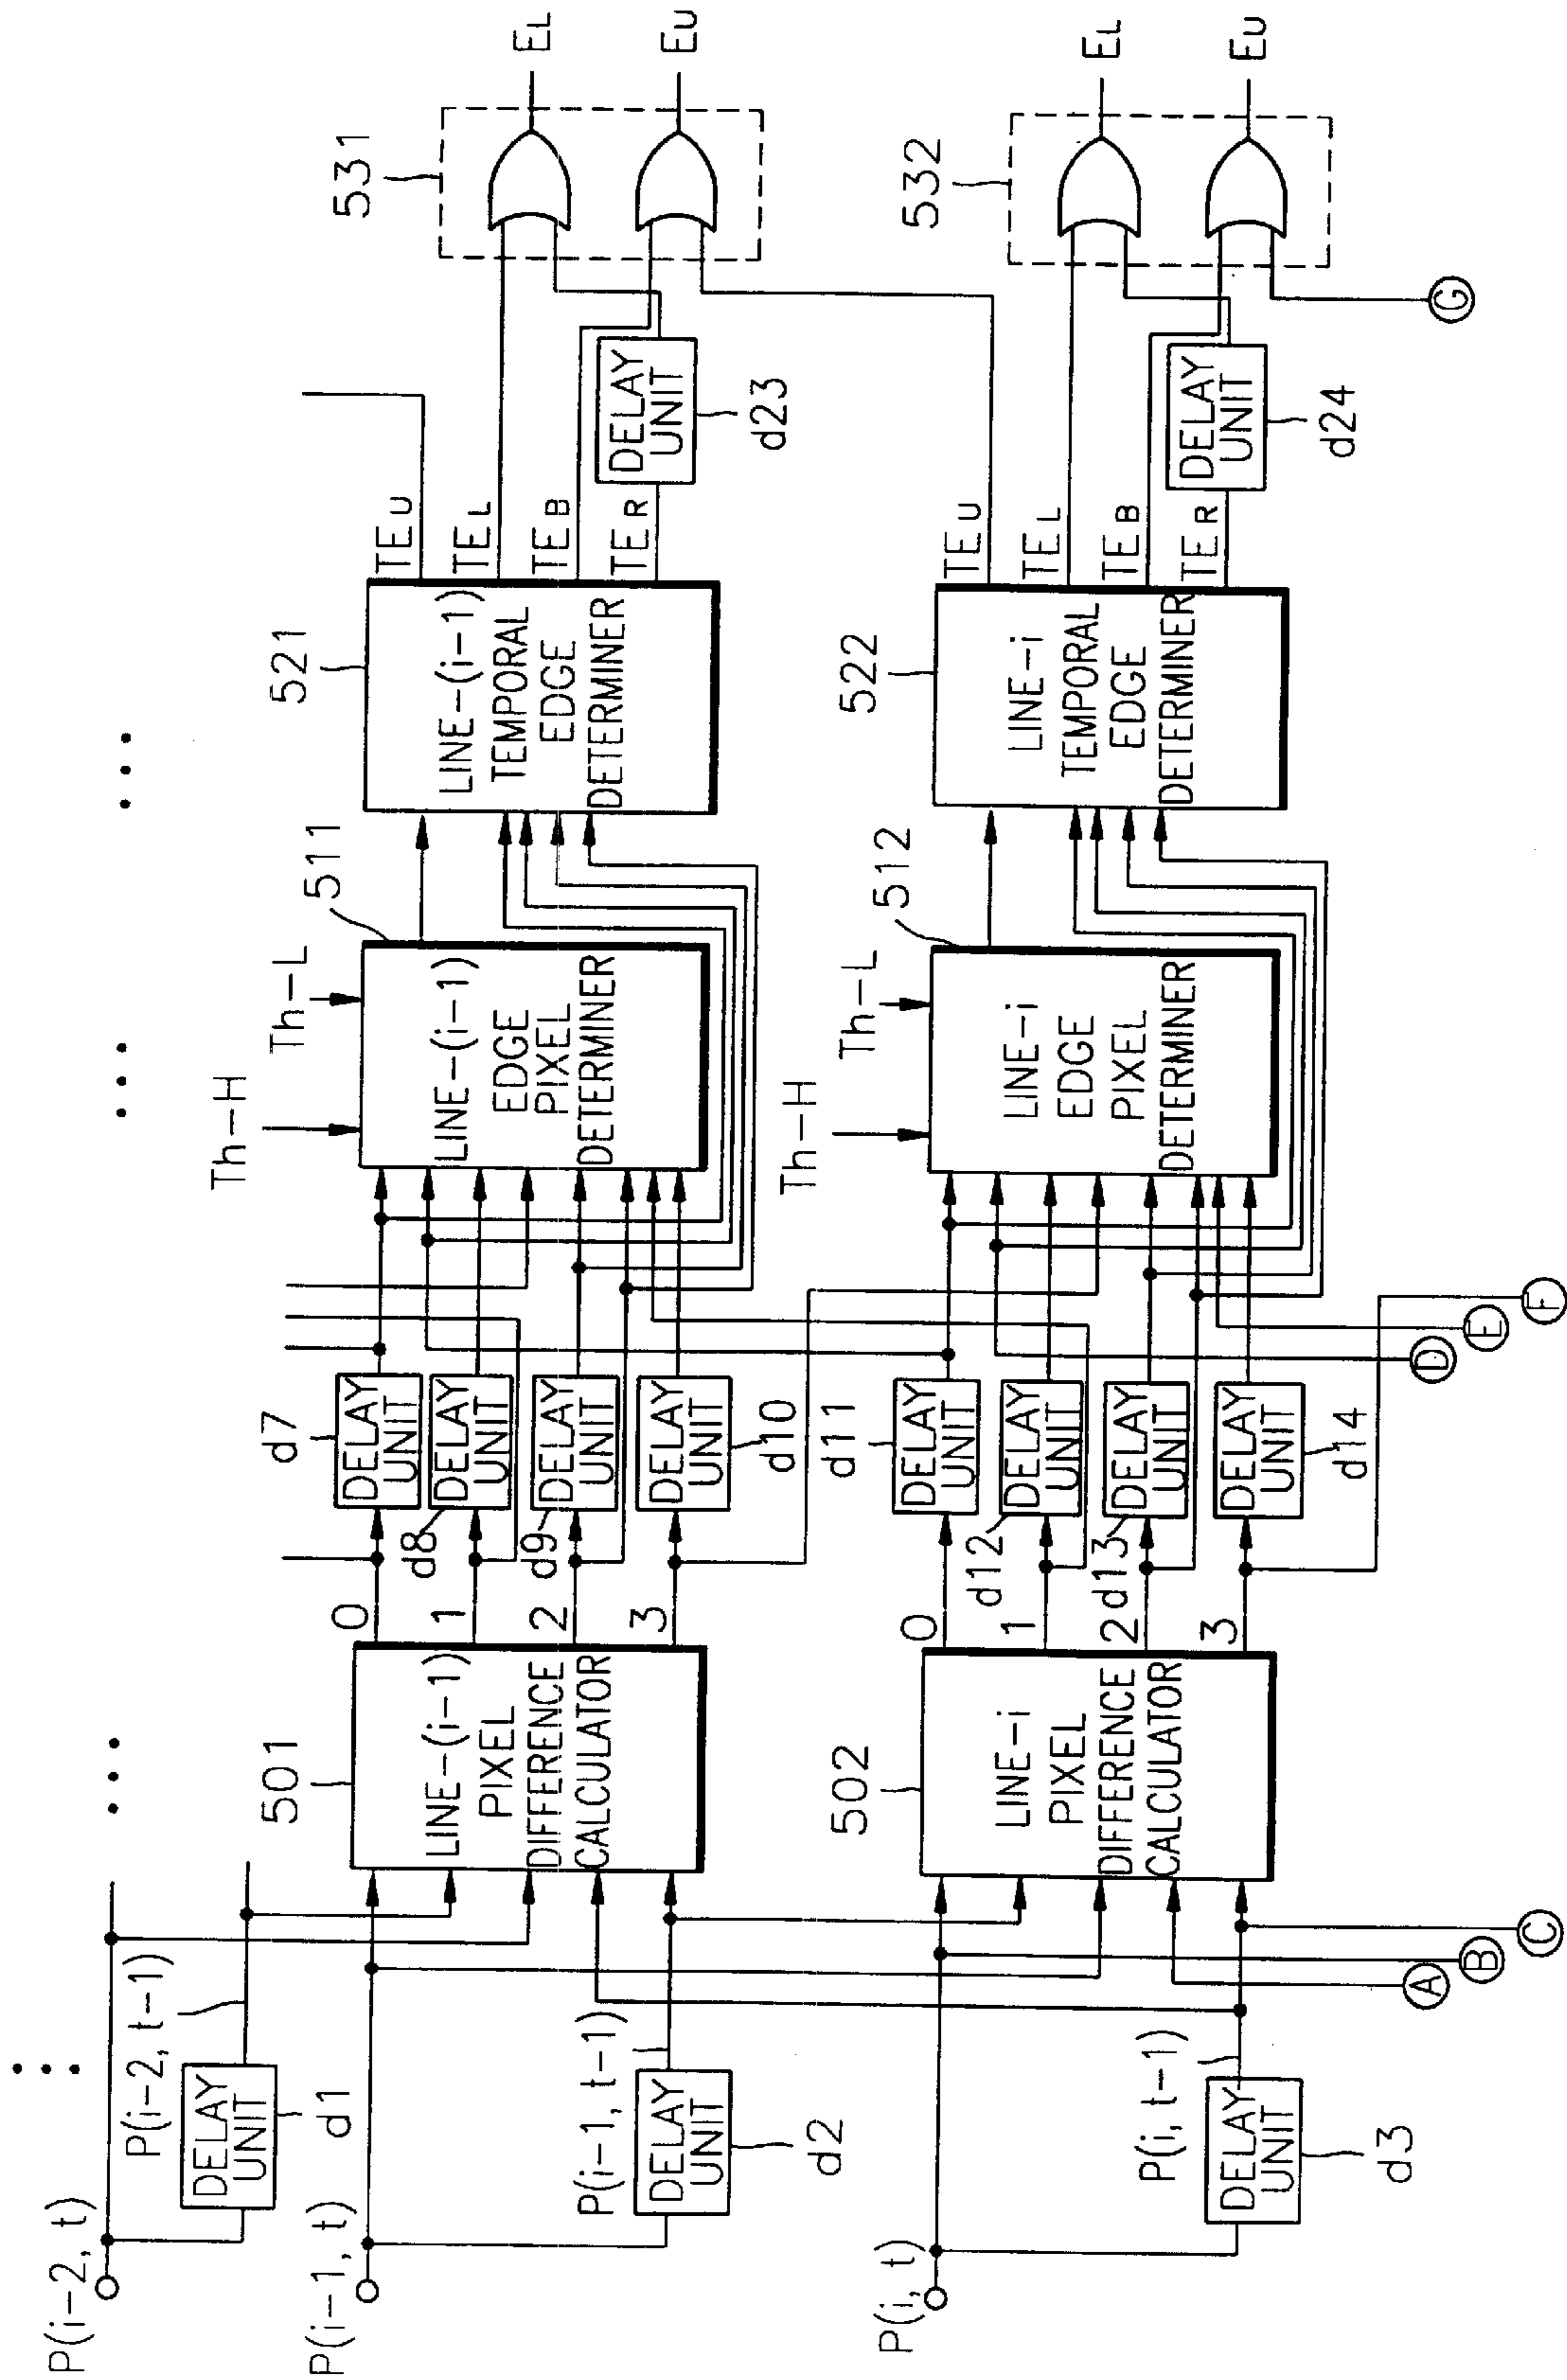 P(i-2, t)
P(i-2, t-1)
DELAY
UNIT
d1
P(i-1, t)
P(i-1, t-1)
DELAY
UNIT
d2
501
LINE-(i-1)
PIXEL
DIFFERENCE
CALCULATOR
0
1
2
3
d7
DELAY
UNIT
d8
DELAY
UNIT
d9
DELAY
UNIT
DELAY
UNIT
d10
Th-H
Th-L
511
LINE-(i-1)
EDGE
PIXEL
DETERMINER
521
LINE-(i-1)
TEMPORAL
EDGE
DETERMINER
TEU
TEL
TEB
TER
DELAY
UNIT
d23
531
EL
EU
P(i, t)
P(i, t-1)
DELAY
UNIT
d3
502
LINE-i
PIXEL
DIFFERENCE
CALCULATOR
0
1
2
3
d11
DELAY
UNIT
d12
DELAY
UNIT
d13
DELAY
UNIT
DELAY
UNIT
d14
Th-H
Th-L
512
LINE-i
EDGE
PIXEL
DETERMINER
522
LINE-i
TEMPORAL
EDGE
DETERMINER
TEU
TEL
TEB
TER
DELAY
UNIT
d24
532
EL
EU
A
B
C
D
E
F
G